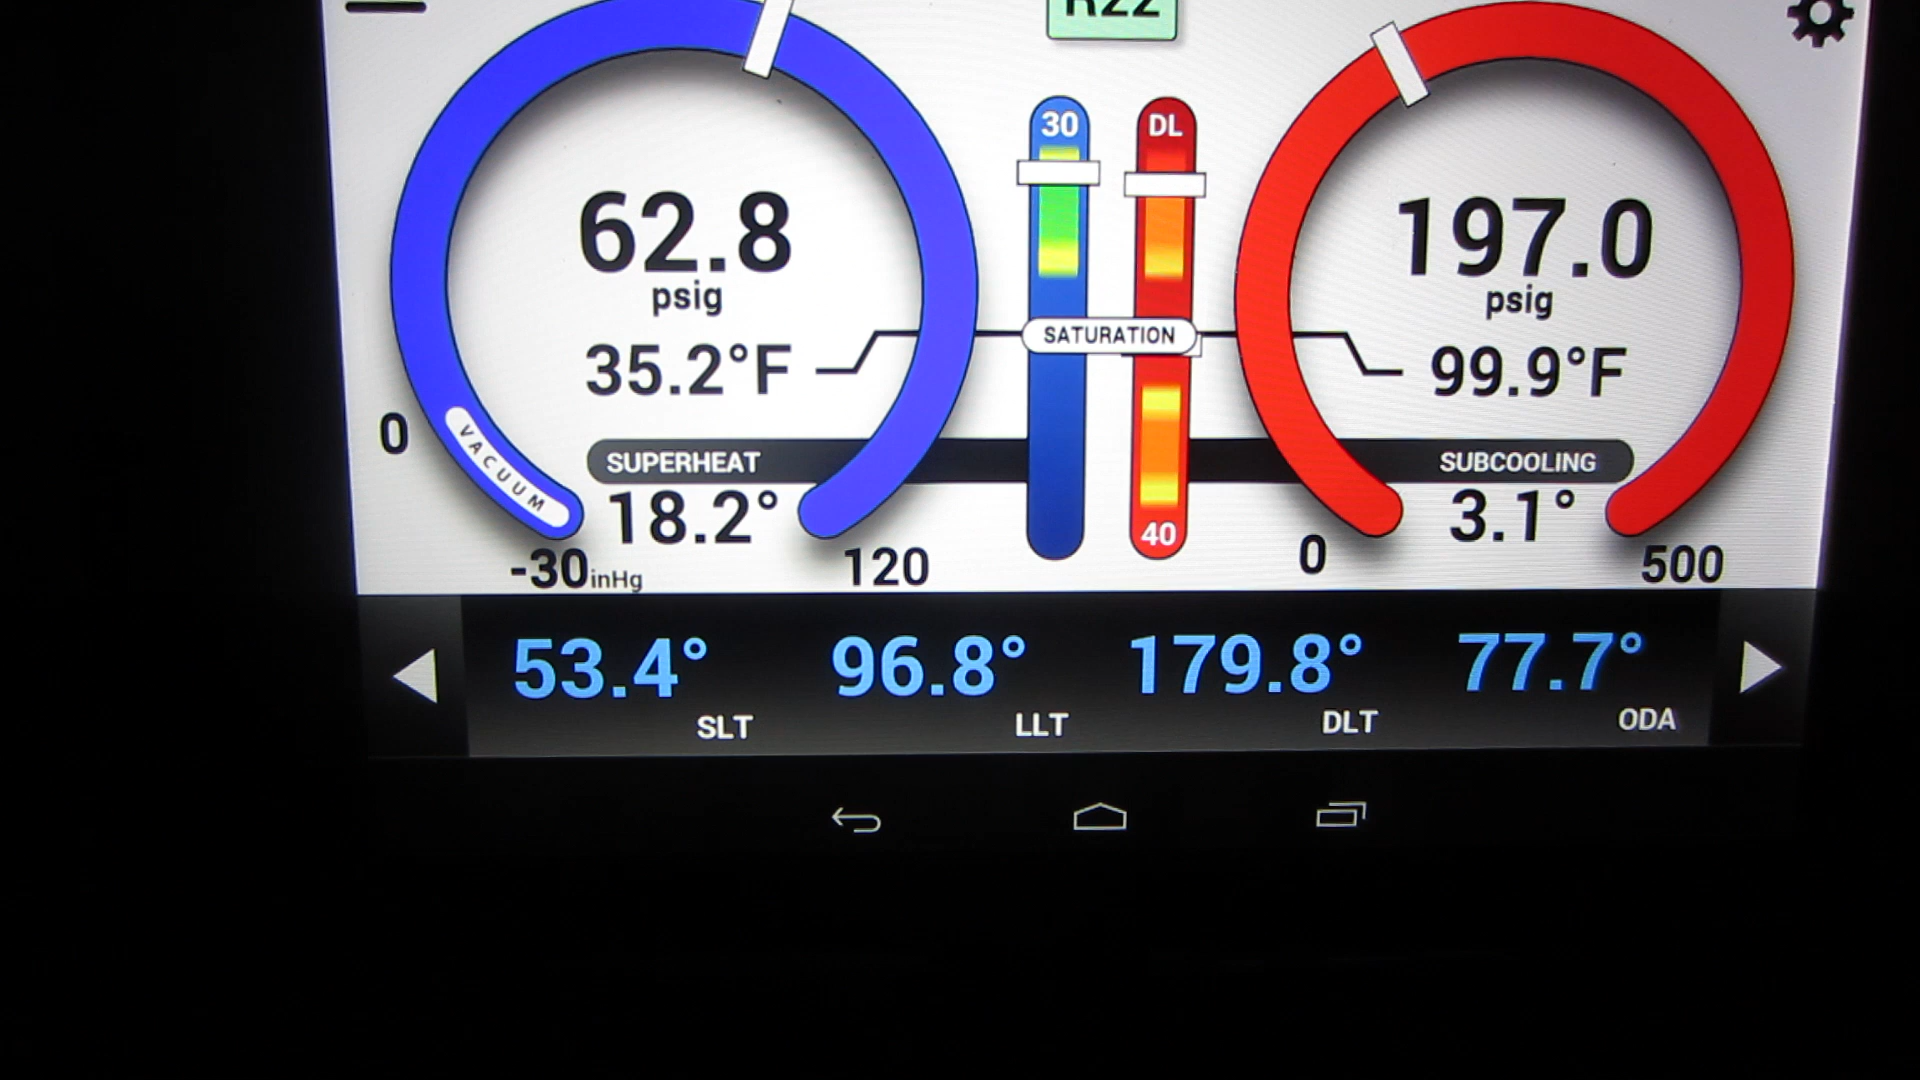 R22
30 DL
62.8
psig
35.2°F
197.0
psig
99.9°F
SATURATION
0
VACUUM
SUPERHEAT
18.2°
SUBCOOLING
3.1°
-30inHg
120
40
0
500
53.4°
SLT
96.8°
LLT
179.8°
DLT
77.7°
ODA